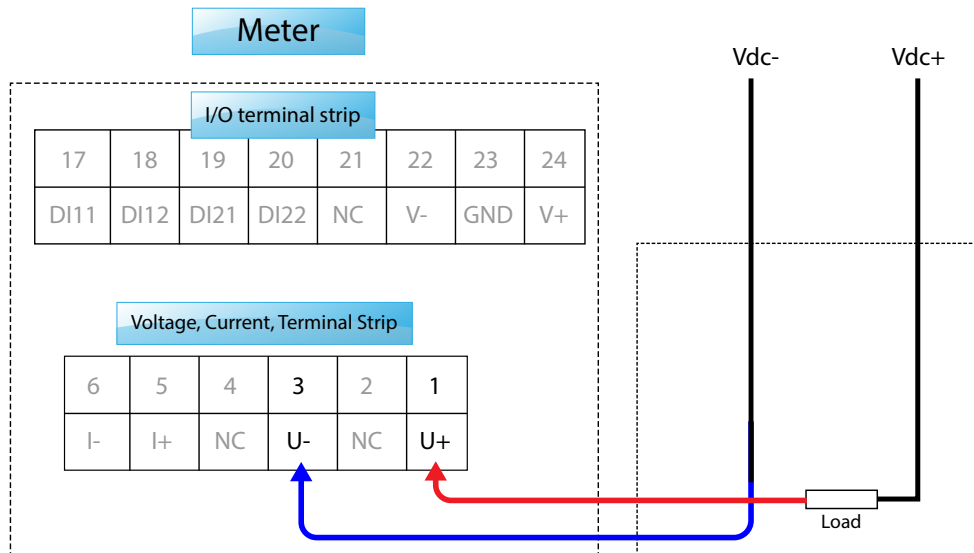 Meter
Vdc- Vdc+
I/O terminal strip
17 18 19 20 21 22 23 24
DI11 DI12 DI21 DI22 NC V- GND V+
Voltage, Current, Terminal Strip
6 5 4 3 2 1
I- I+ NC U- NC U+
Load